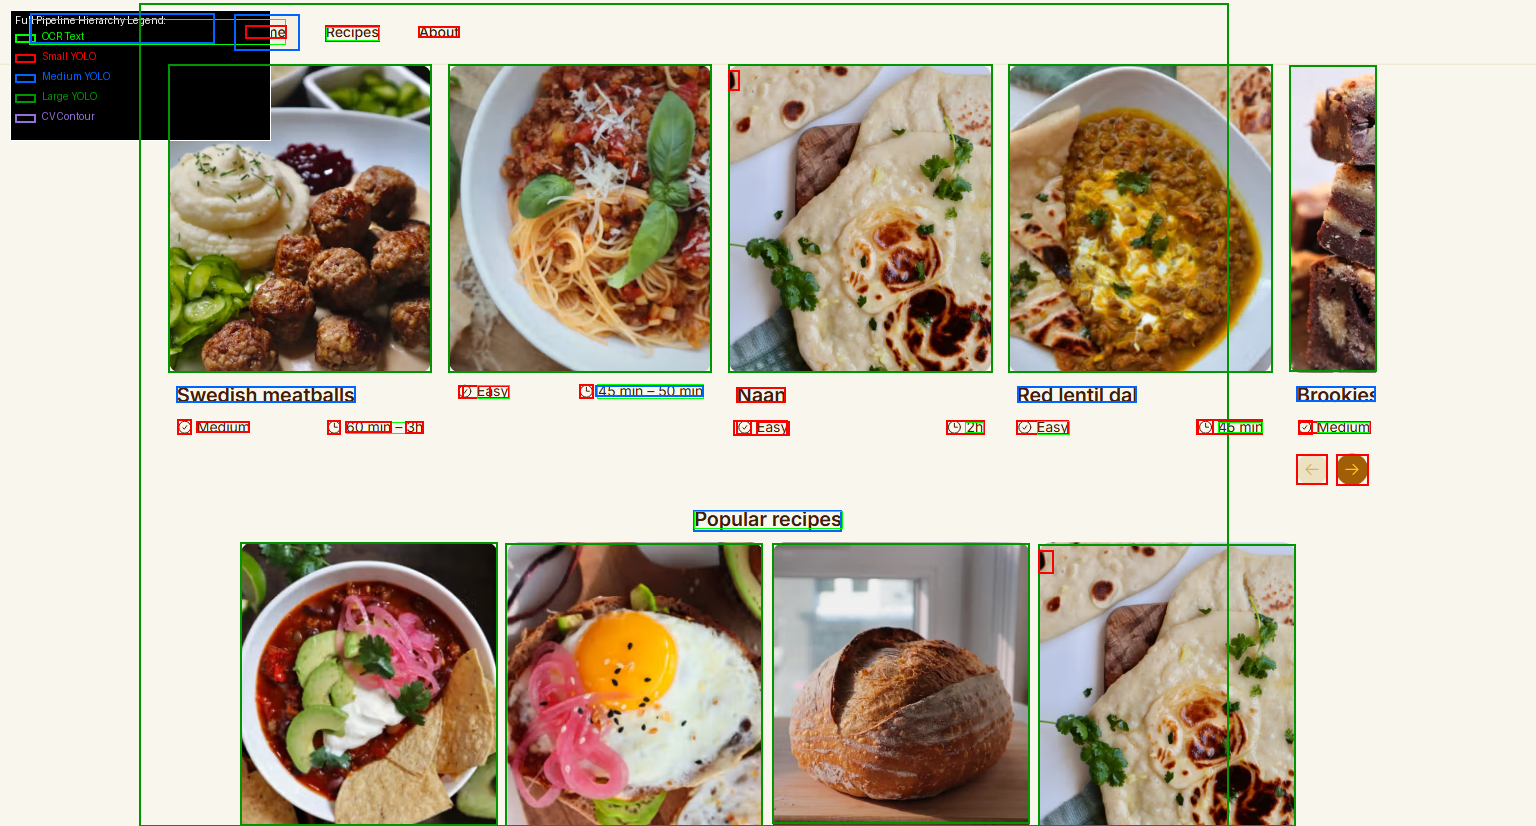 Full Pipeline Hierarchy Legend:
OCR Text
Small YOLO
Medium YOLO
Large YOLO
CV Contour
Recipes
About
Swedish meatballs
Medium
60 min – 3h
Easy
45 min – 50 min
Naan
Easy
2h
Red lentil dal
Easy
45 min
Brookies
Medium
Popular recipes